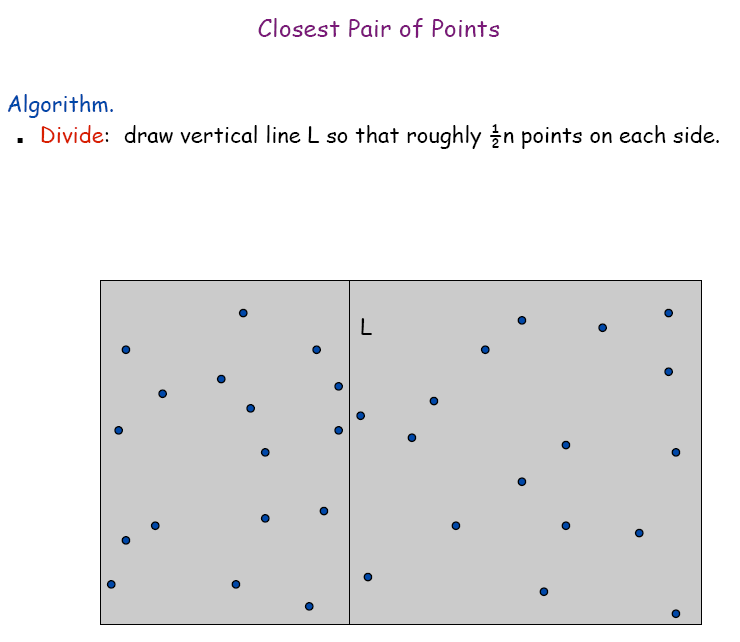 Closest Pair of Points
Algorithm.
▪ Divide: draw vertical line L so that roughly ½n points on each side.
L